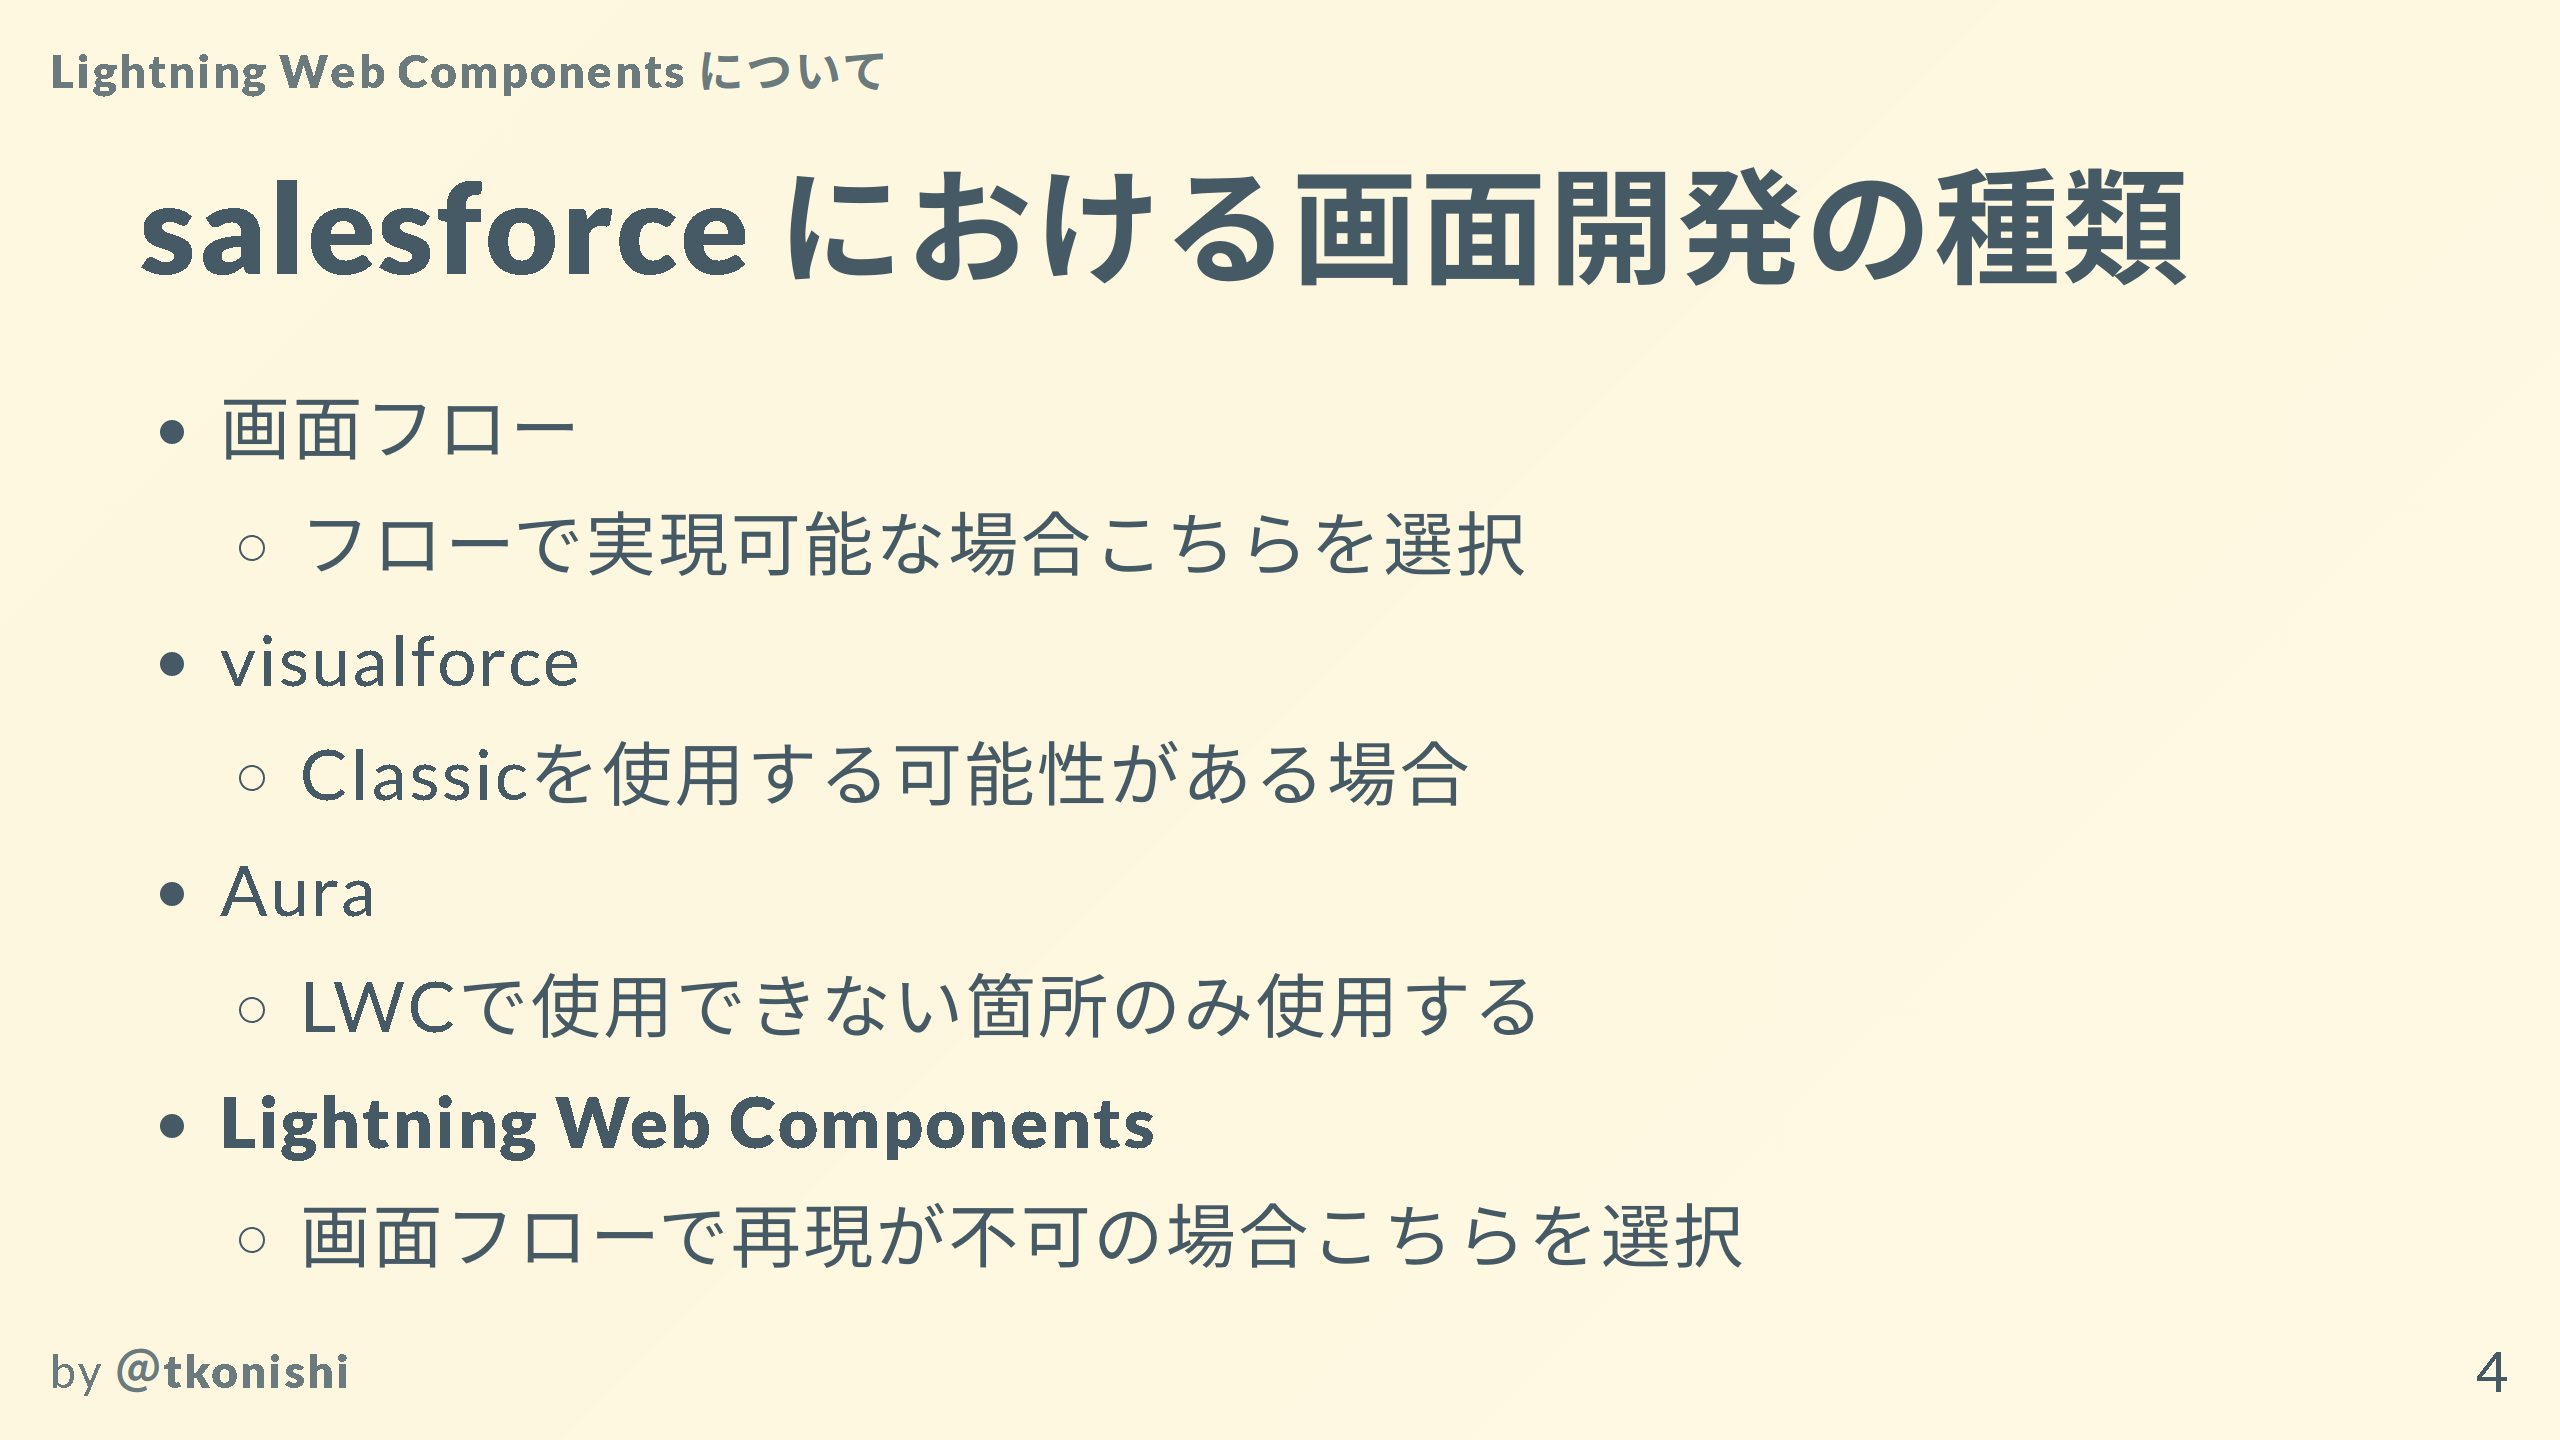 Lightning Web Components について
salesforce における画面開発の種類
● 画面フロー
○ フローで実現可能な場合こちらを選択
● visualforce
○ Classicを使用する可能性がある場合
● Aura
○ LWCで使用できない箇所のみ使用する
● Lightning Web Components
○ 画面フローで再現が不可の場合こちらを選択
by @tkonishi
4